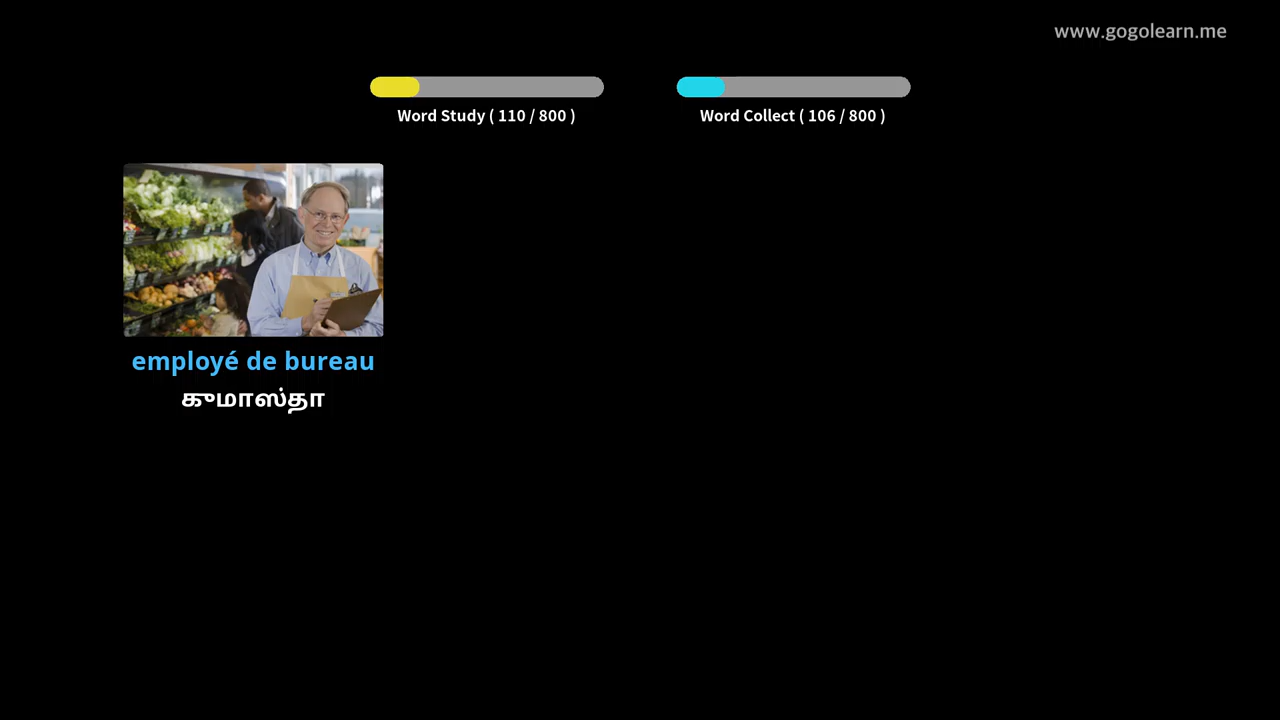 www.gogolearn.me
Word Study ( 110 / 800 )
Word Collect ( 106 / 800 )
employé de bureau
குமாஸ்தா